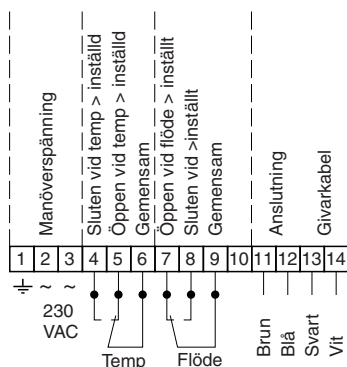 Manöverspänning
Sluten vid temp > inställd
Öppen vid temp > inställd
Gemensam
Öppen vid flöde > inställt
Sluten vid >inställt
Gemensam
Anslutning
Givarkabel
1 2 3 4 5 6 7 8 9 10 11 12 13 14
~ ~
230
VAC
Temp
Flöde
Brun
Blå
Svart
Vit